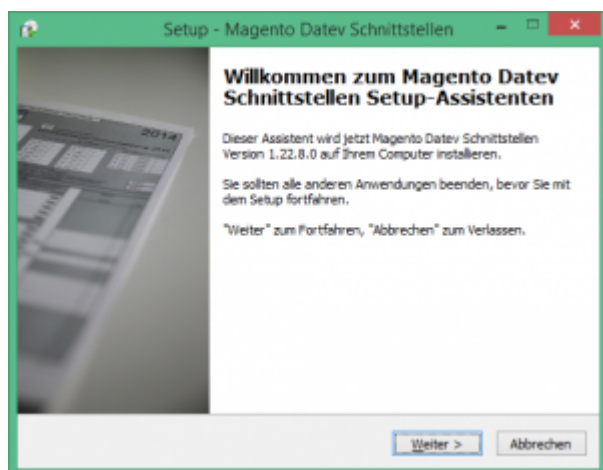 Setup - Magento Datev Schnittstellen
Willkommen zum Magento Datev
Schnittstellen Setup-Assistenten
2014
Dieser Assistent wird jetzt Magento Datev Schnittstellen
Version 1.22.8.0 auf Ihrem Computer installieren.
Sie sollten alle anderen Anwendungen beenden, bevor Sie mit
dem Setup fortfahren.
"Weiter" zum Fortfahren, "Abbrechen" zum Verlassen.
Weiter >
Abbrechen